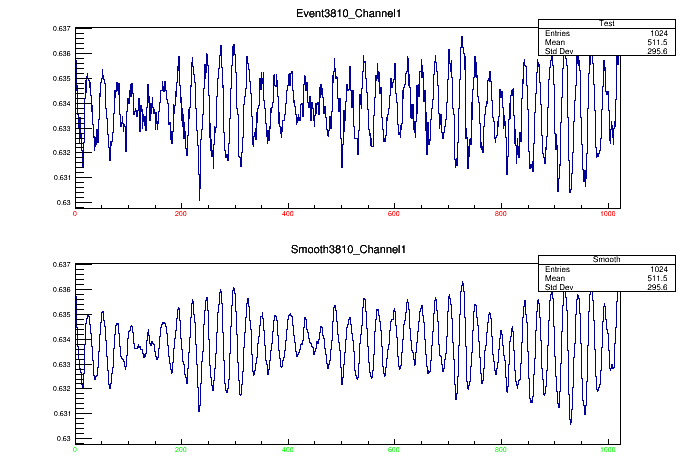 Event3810_Channel1
Test
Entries 1024
Mean 511.5
Std Dev 295.6
0.637
0.636
0.635
0.634
0.633
0.632
0.631
0.63
0 200 400 600 800 1000
Smooth3810_Channel1
Smooth
Entries 1024
Mean 511.5
Std Dev 295.6
0.637
0.636
0.635
0.634
0.633
0.632
0.631
0.63
0 200 400 600 800 1000